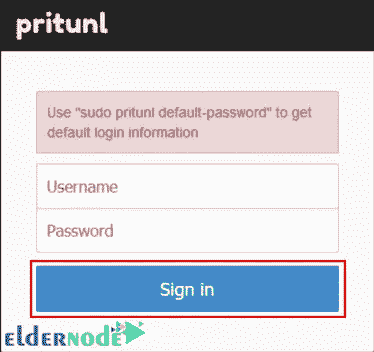 pritunl
Use "sudo pritunl default-password" to get
default login information
Username
Password
Sign in
eldernode